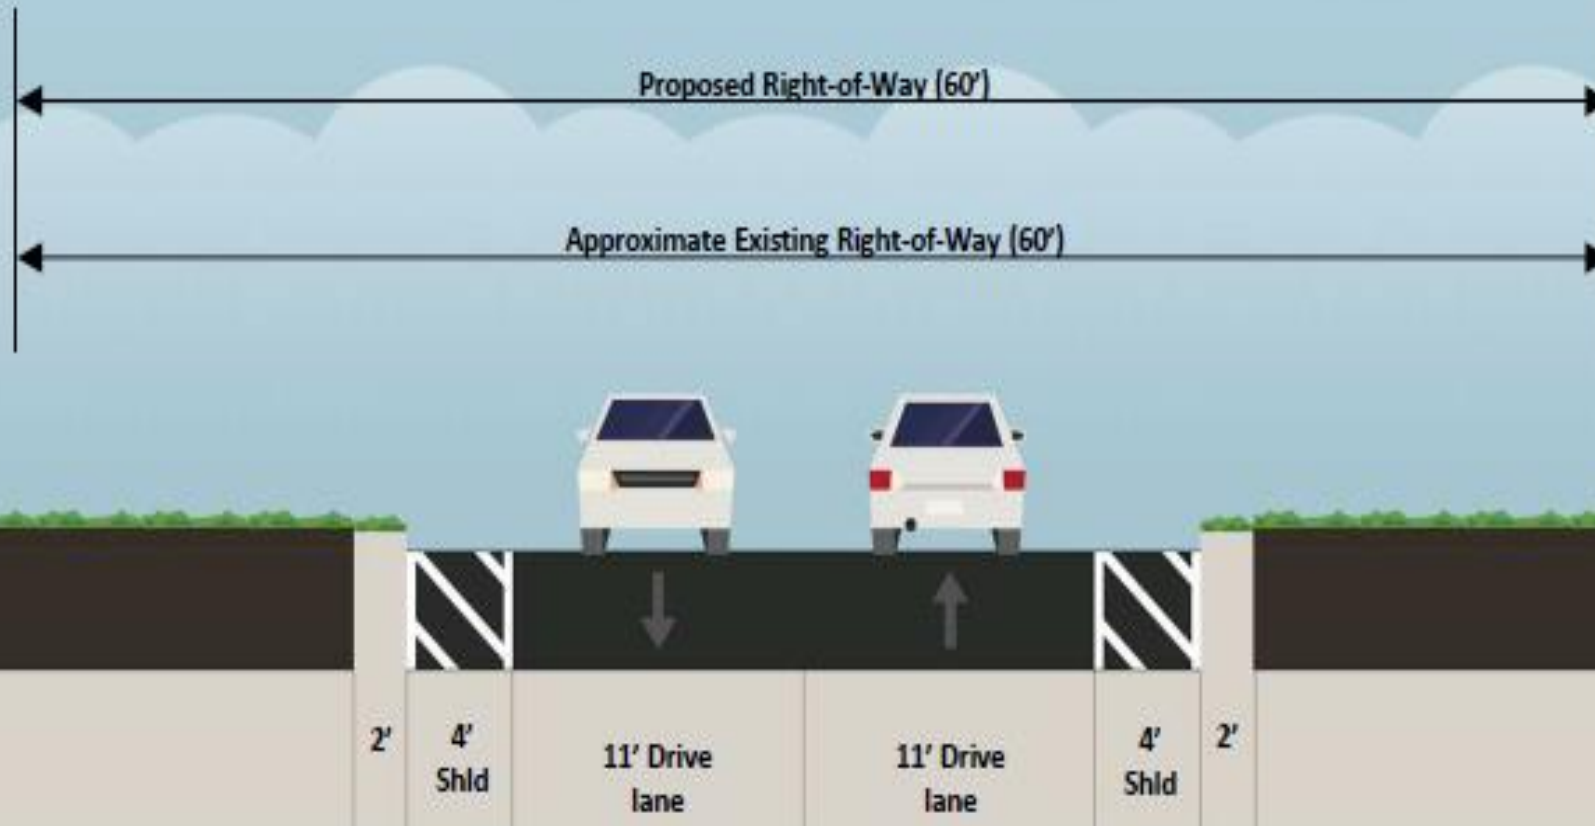 Proposed Right-of-Way (60')
Approximate Existing Right-of-Way (60')
2'
4'
Shld
11' Drive
lane
11' Drive
lane
4'
Shld
2'